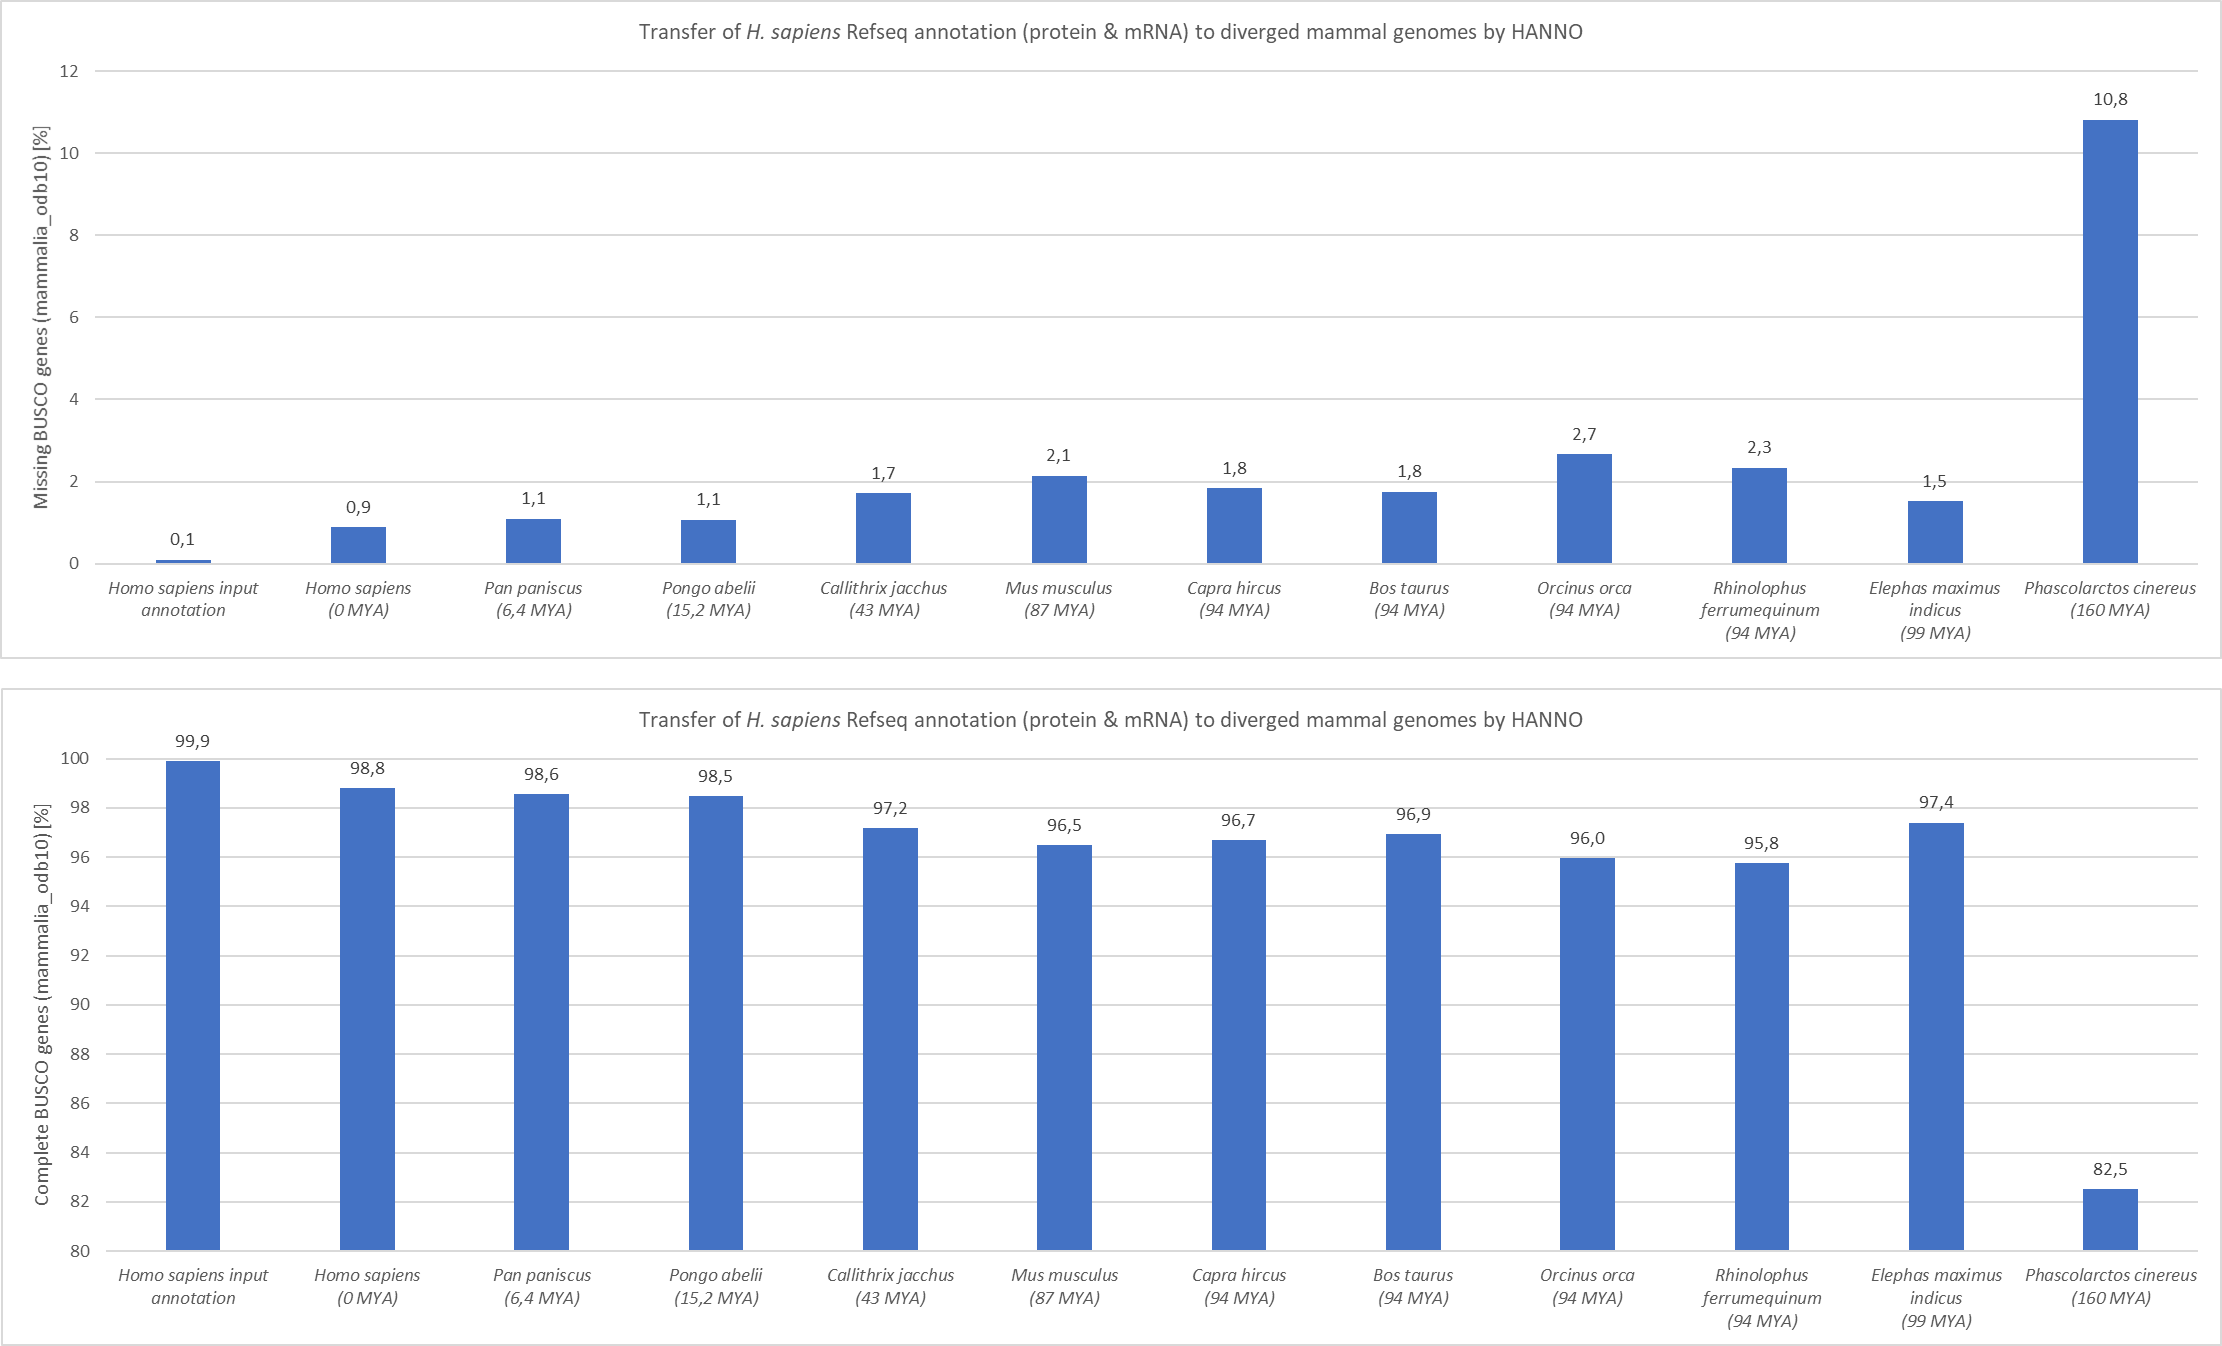 Transfer of H. sapiens Refseq annotation (protein & mRNA) to diverged mammal genomes by HANNO
Missing BUSCO genes (mammalia_odb10) [%]
12
10
8
6
4
2
0
0,1
0,9
1,1
1,1
1,7
2,1
1,8
1,8
2,7
2,3
1,5
10,8
Homo sapiens input
annotation
Homo sapiens
(0 MYA)
Pan paniscus
(6,4 MYA)
Pongo abelii
(15,2 MYA)
Callithrix jacchus
(43 MYA)
Mus musculus
(87 MYA)
Capra hircus
(94 MYA)
Bos taurus
(94 MYA)
Orcinus orca
(94 MYA)
Rhinolophus
ferrumequinum
(94 MYA)
Elephas maximus
indicus
(99 MYA)
Phascolarctos cinereus
(160 MYA)
Transfer of H. sapiens Refseq annotation (protein & mRNA) to diverged mammal genomes by HANNO
Complete BUSCO genes (mammalia_odb10) [%]
100
98
96
94
92
90
88
86
84
82
80
99,9
98,8
98,6
98,5
97,2
96,5
96,7
96,9
96,0
95,8
97,4
82,5
Homo sapiens input
annotation
Homo sapiens
(0 MYA)
Pan paniscus
(6,4 MYA)
Pongo abelii
(15,2 MYA)
Callithrix jacchus
(43 MYA)
Mus musculus
(87 MYA)
Capra hircus
(94 MYA)
Bos taurus
(94 MYA)
Orcinus orca
(94 MYA)
Rhinolophus
ferrumequinum
(94 MYA)
Elephas maximus
indicus
(99 MYA)
Phascolarctos cinereus
(160 MYA)